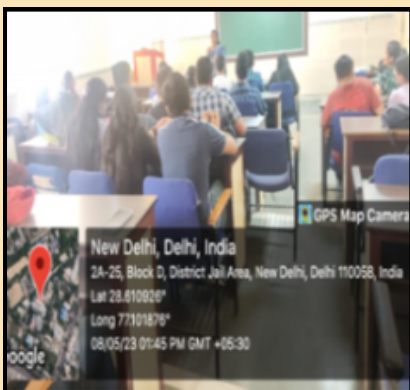 GPS Map Camera
New Delhi, Delhi, India
2A-25, Block D, District Jail Area, New Delhi, Delhi 110058, India
Lat 28.610926°
Long 77.101876°
08/05/23 01:45 PM GMT +05:30
Google